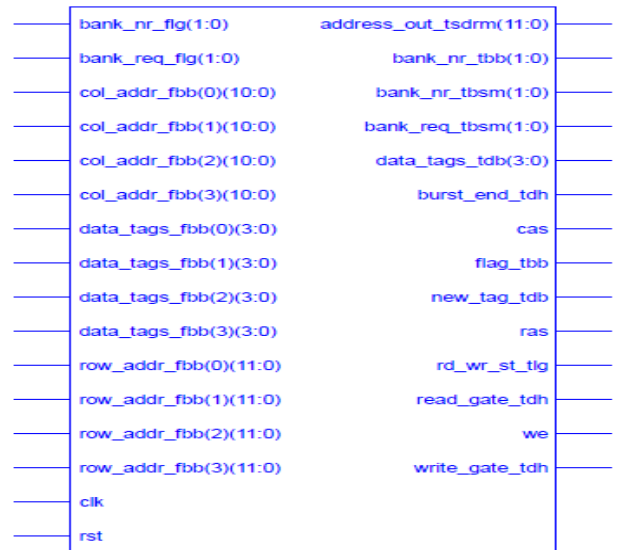 bank_nr_flg(1:0) address_out_tsdrm(11:0)
bank_req_flg(1:0) bank_nr_tbb(1:0)
col_addr_fbb(0)(10:0) bank_nr_tbsm(1:0)
col_addr_fbb(1)(10:0) bank_req_tbsm(1:0)
col_addr_fbb(2)(10:0) data_tags_tdb(3:0)
col_addr_fbb(3)(10:0) burst_end_tdh
data_tags_fbb(0)(3:0) cas
data_tags_fbb(1)(3:0) flag_tbb
data_tags_fbb(2)(3:0) new_tag_tdb
data_tags_fbb(3)(3:0) ras
row_addr_fbb(0)(11:0) rd_wr_st_tlg
row_addr_fbb(1)(11:0) read_gate_tdh
row_addr_fbb(2)(11:0) we
row_addr_fbb(3)(11:0) write_gate_tdh
clk
rst